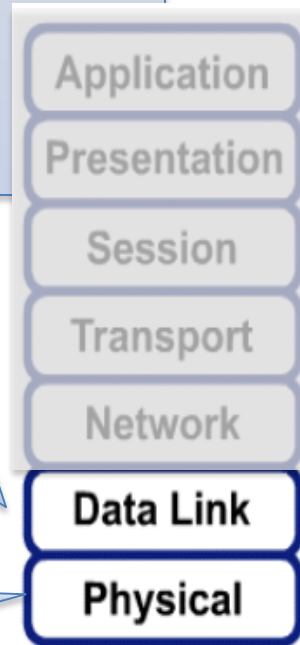 Application
Presentation
Session
Transport
Network
Data Link
Physical